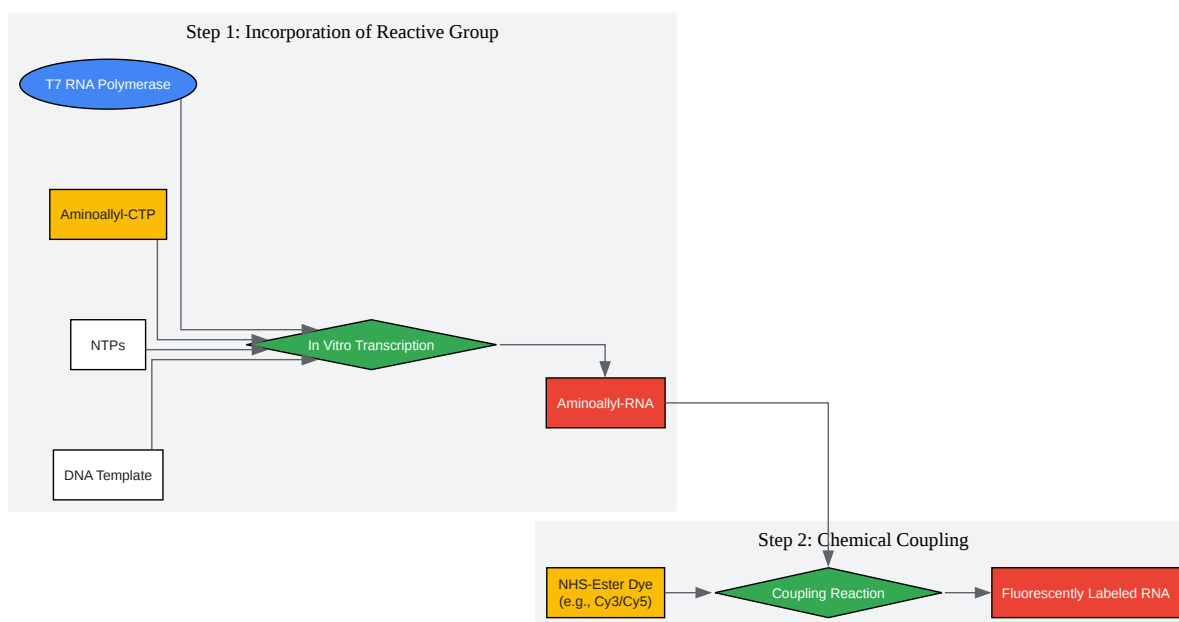 Step 1: Incorporation of Reactive Group
T7 RNA Polymerase
Aminoallyl-CTP
NTPs
In Vitro Transcription
Aminoallyl-RNA
DNA Template
Step 2: Chemical Coupling
NHS-Ester Dye
(e.g., Cy3/Cy5)
Coupling Reaction
Fluorescently Labeled RNA